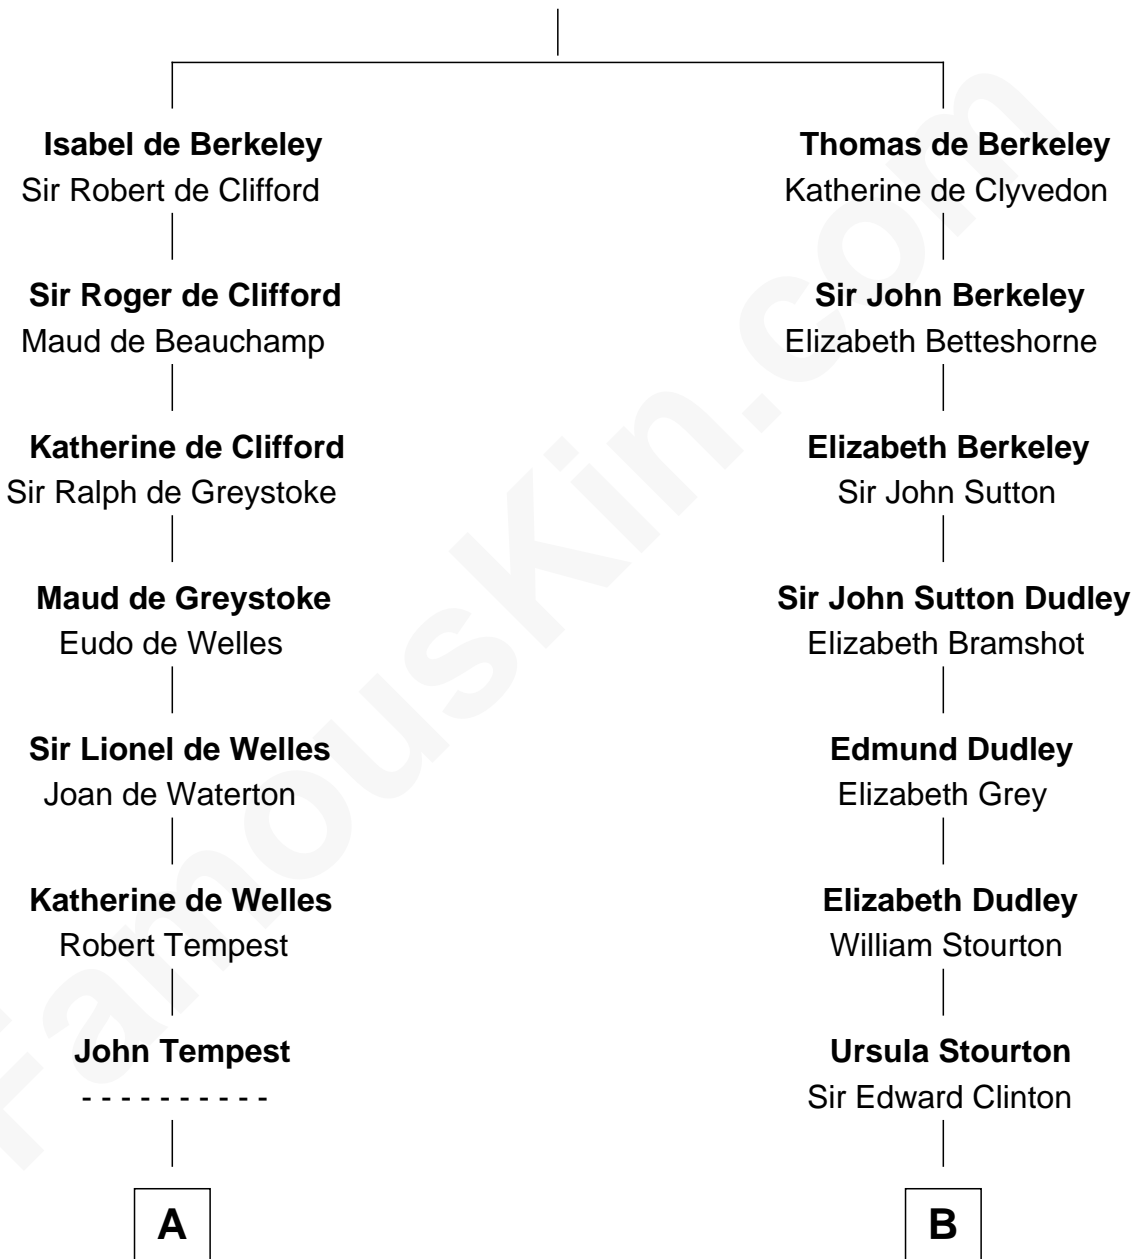 Isabel de Berkeley
Sir Robert de Clifford
Sir Roger de Clifford
Maud de Beauchamp
Katherine de Clifford
Sir Ralph de Greystoke
Maud de Greystoke
Eudo de Welles
Sir Lionel de Welles
Joan de Waterton
Katherine de Welles
Robert Tempest
John Tempest
- - - - - - - - - -
A
Thomas de Berkeley
Katherine de Clyvedon
Sir John Berkeley
Elizabeth Betteshorne
Elizabeth Berkeley
Sir John Sutton
Sir John Sutton Dudley
Elizabeth Bramshot
Edmund Dudley
Elizabeth Grey
Elizabeth Dudley
William Stourton
Ursula Stourton
Sir Edward Clinton
B
FamousKin.com